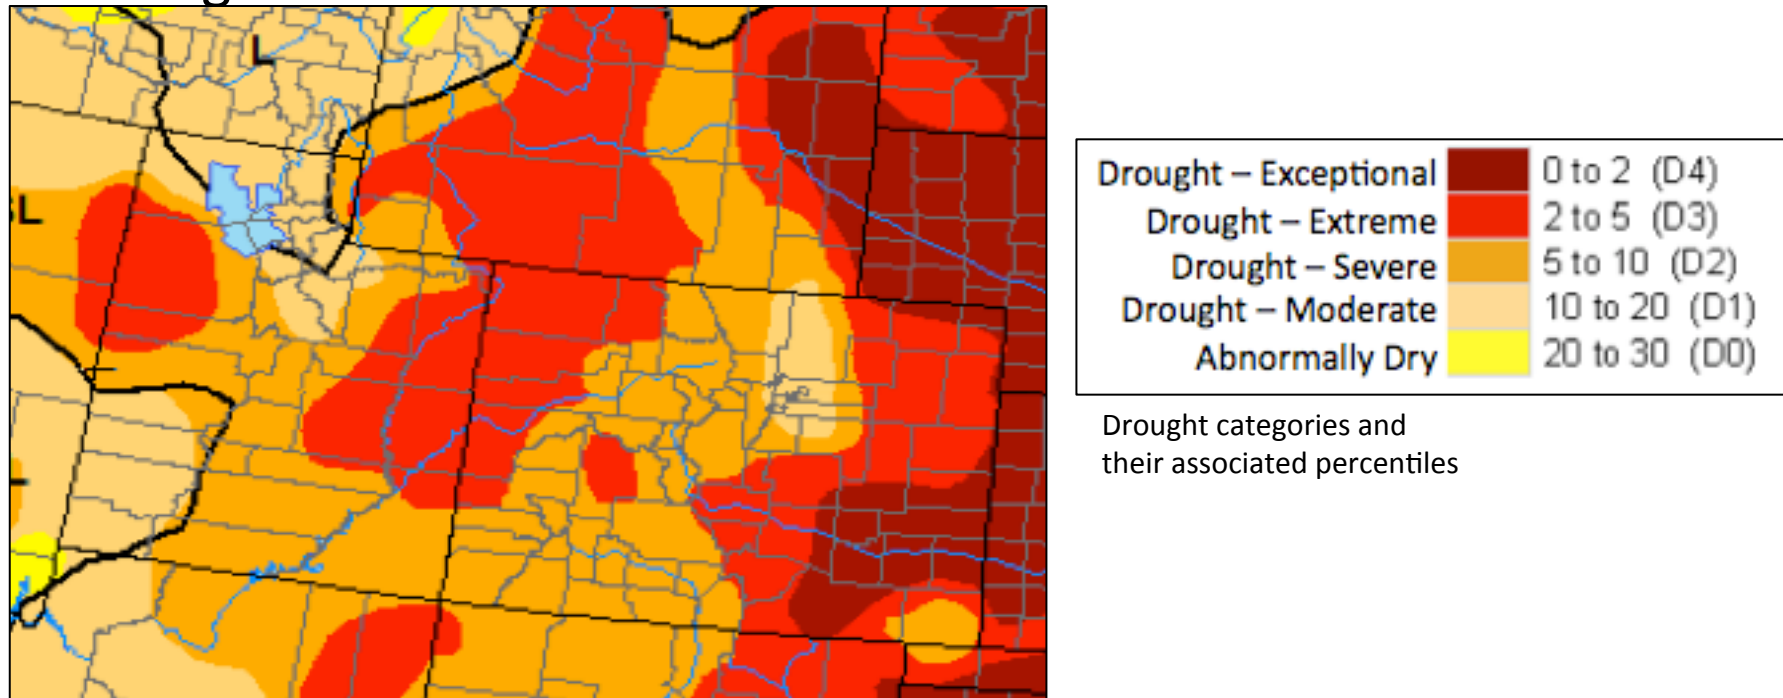 L
SL
Drought – Exceptional 0 to 2 (D4)
Drought – Extreme 2 to 5 (D3)
Drought – Severe 5 to 10 (D2)
Drought – Moderate 10 to 20 (D1)
Abnormally Dry 20 to 30 (D0)
Drought categories and
their associated percentiles